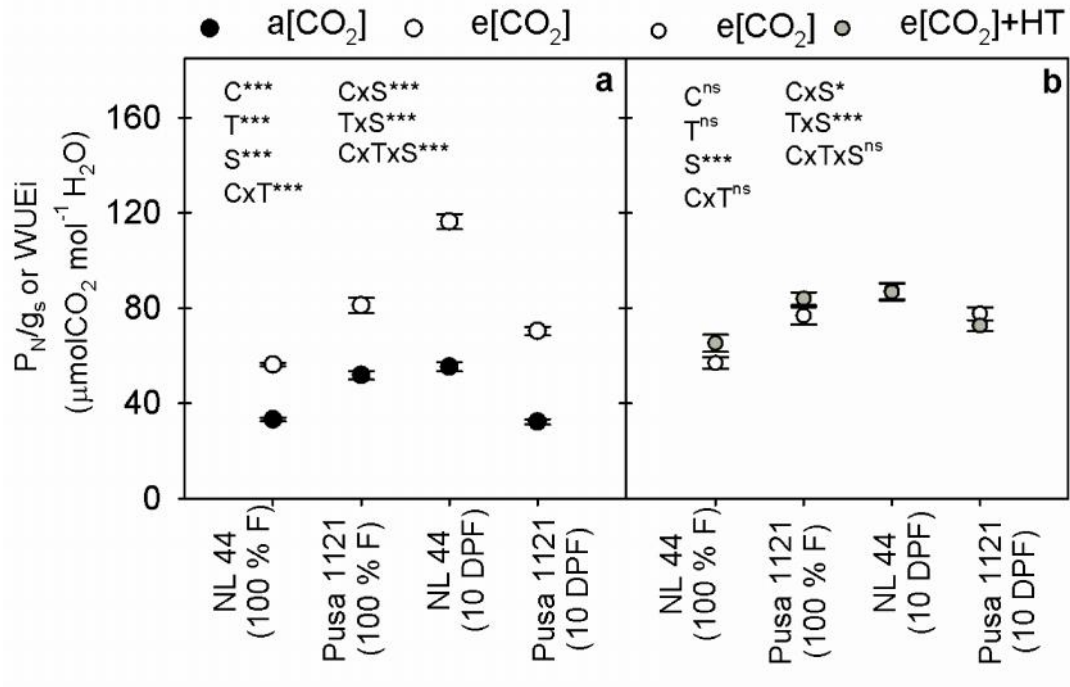 a[CO₂] e[CO₂] e[CO₂] e[CO₂]+HT
P_N/g_s or WUEi
(µmolCO₂ mol⁻¹ H₂O)
160
120
80
40
0
a
C***
T***
S***
CxT***
CxS***
TxS***
CxTxS***
b
Cⁿˢ
Tⁿˢ
S***
CxTⁿˢ
CxS*
TxS***
CxTxSⁿˢ
NL 44
(100 % F)
Pusa 1121
(100 % F)
NL 44
(10 DPF)
Pusa 1121
(10 DPF)
NL 44
(100 % F)
Pusa 1121
(100 % F)
NL 44
(10 DPF)
Pusa 1121
(10 DPF)